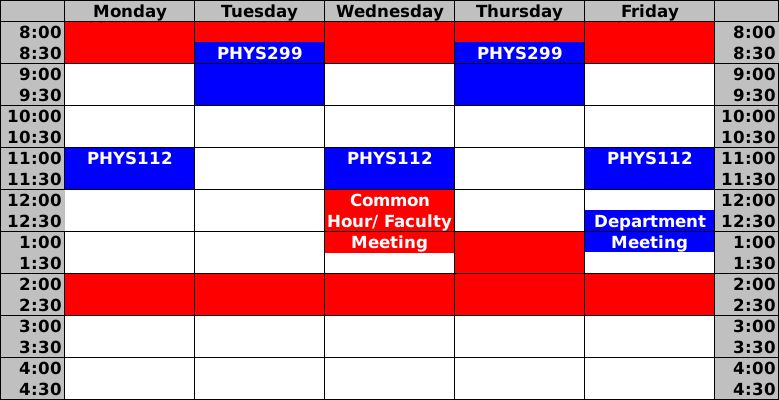 Monday Tuesday Wednesday Thursday Friday
8:00 8:00
8:30 PHYS299 PHYS299 8:30
9:00 9:00
9:30 9:30
10:00 10:00
10:30 10:30
11:00 PHYS112 PHYS112 PHYS112 11:00
11:30 11:30
12:00 Common 12:00
12:30 Hour/ Faculty Department 12:30
1:00 Meeting Meeting 1:00
1:30 1:30
2:00 2:00
2:30 2:30
3:00 3:00
3:30 3:30
4:00 4:00
4:30 4:30